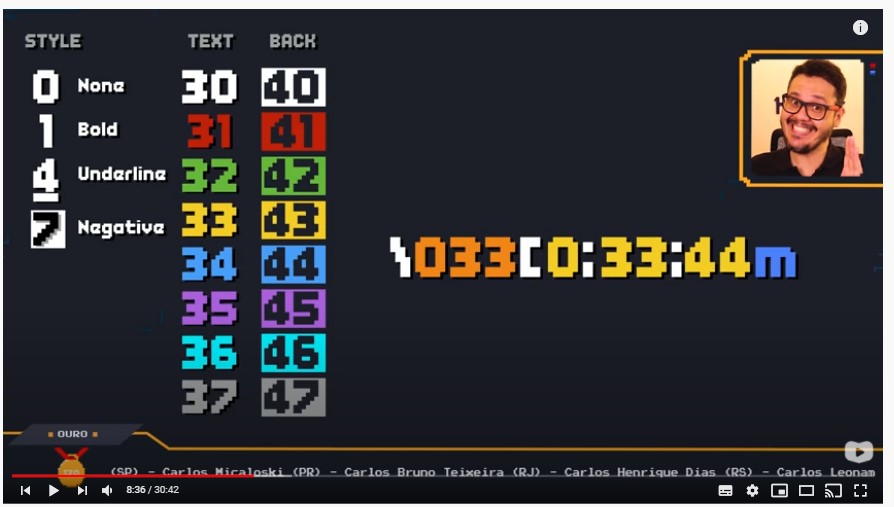 STYLE TEXT BACK
0 None 30 40
1 Bold 31 41
4 Underline 32 42
7 Negative 33 43
34 44
35 45
36 46
37 47
\033[0:33:44m
OURO
(SP) - Carlos Micaloski (PR) - Carlos Bruno Teixeira (RJ) - Carlos Henrique Dias (RS) - Carlos Leonam
8:36 / 30:42